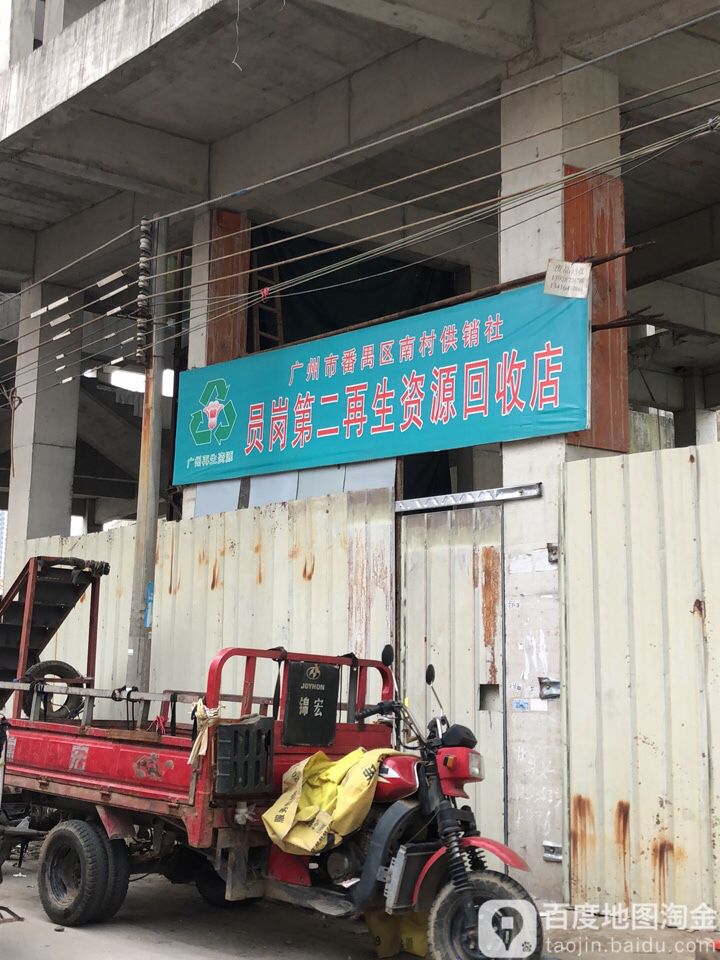 广州市番禺区南村供销社
员岗第二再生资源回收店
广州再生资源
JOYHON
锦宏
百度地图淘金
taojin.baidu.com